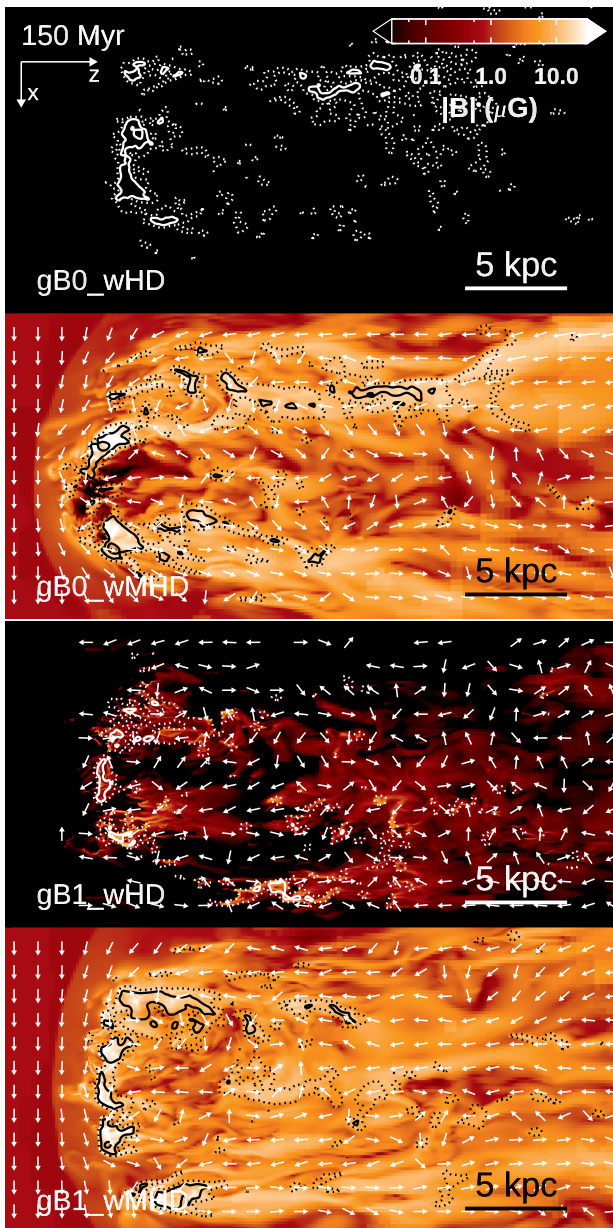 150 Myr
z
x
0.1 1.0 10.0
|B| (μG)
5 kpc
gB0_wHD
5 kpc
gB0_wMHD
5 kpc
gB1_wHD
5 kpc
gB1_wMHD